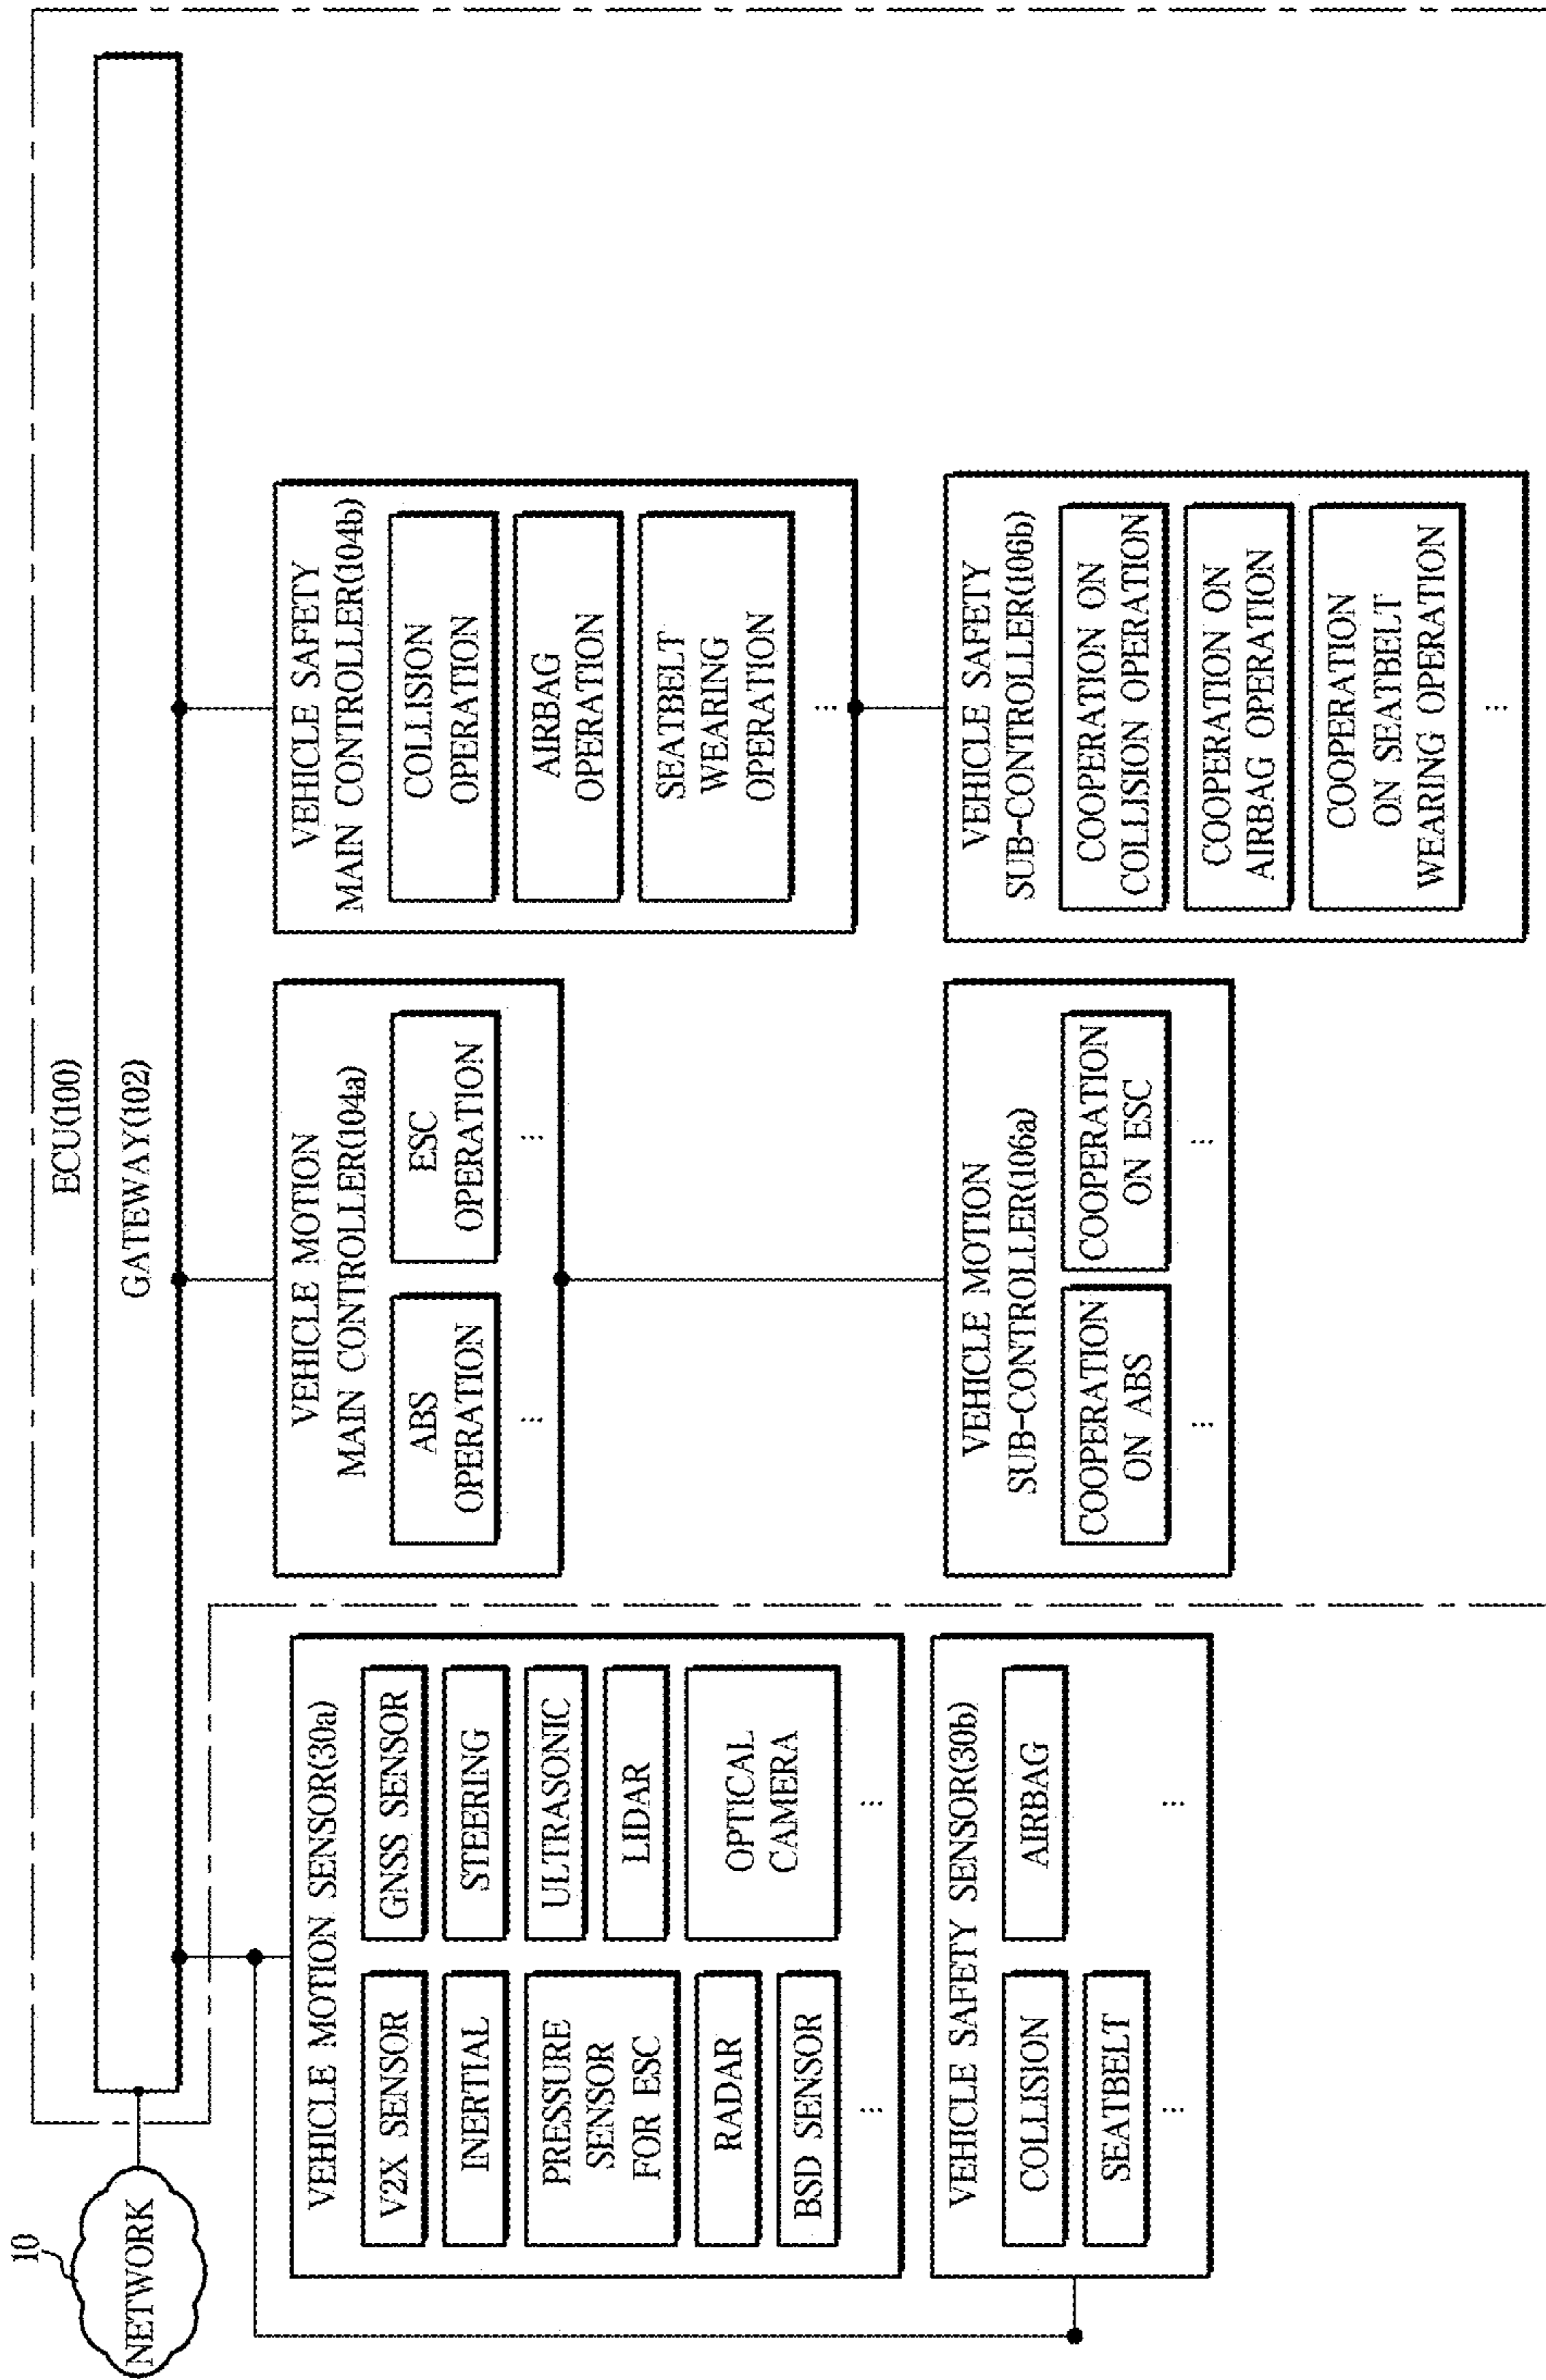 10
NETWORK
ECU(100)
GATEWAY(102)
VEHICLE MOTION SENSOR(30a)
V2X SENSOR
GNSS SENSOR
INERTIAL
STEERING
PRESSURE
SENSOR
FOR ESC
ULTRASONIC
LIDAR
RADAR
OPTICAL
CAMERA
BSD SENSOR
...
...
VEHICLE SAFETY SENSOR(30b)
COLLISION
AIRBAG
SEATBELT
...
...
VEHICLE MOTION
MAIN CONTROLLER(104a)
ABS
OPERATION
ESC
OPERATION
...
...
VEHICLE MOTION
SUB-CONTROLLER(106a)
COOPERATION
ON ABS
COOPERATION
ON ESC
...
...
VEHICLE SAFETY
MAIN CONTROLLER(104b)
COLLISION
OPERATION
AIRBAG
OPERATION
SEATBELT
WEARING
OPERATION
...
VEHICLE SAFETY
SUB-CONTROLLER(106b)
COOPERATION ON
COLLISION OPERATION
COOPERATION ON
AIRBAG OPERATION
COOPERATION
ON SEATBELT
WEARING OPERATION
...